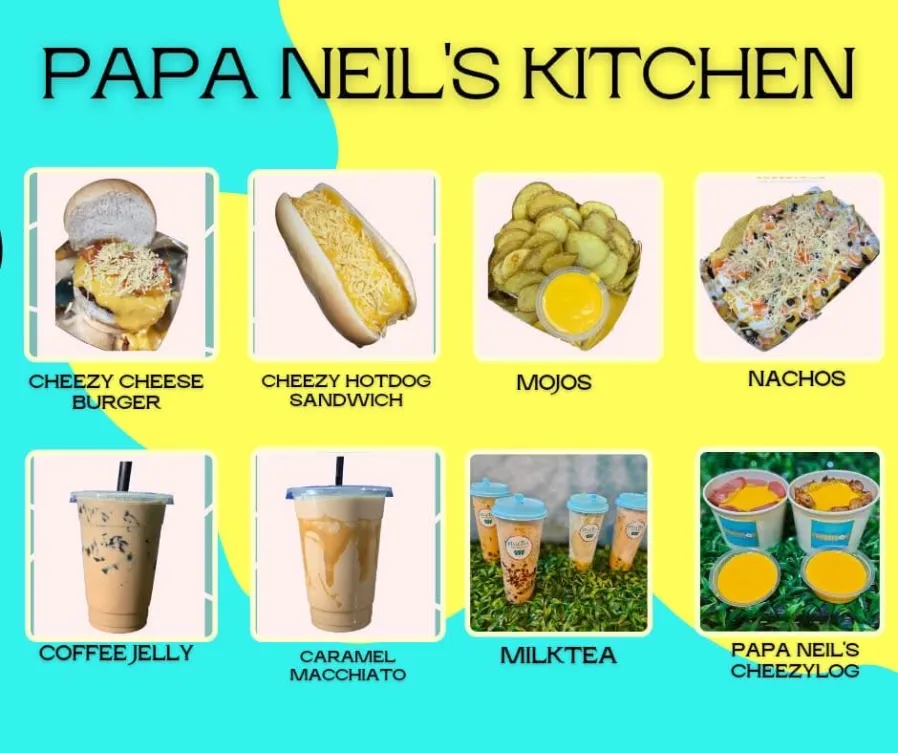 PAPA NEIL'S KITCHEN
CHEEZY CHEESE
BURGER
CHEEZY HOTDOG
SANDWICH
MOJOS
NACHOS
COFFEE JELLY
CARAMEL
MACCHIATO
MILKTEA
PAPA NEIL'S
CHEEZYLOG